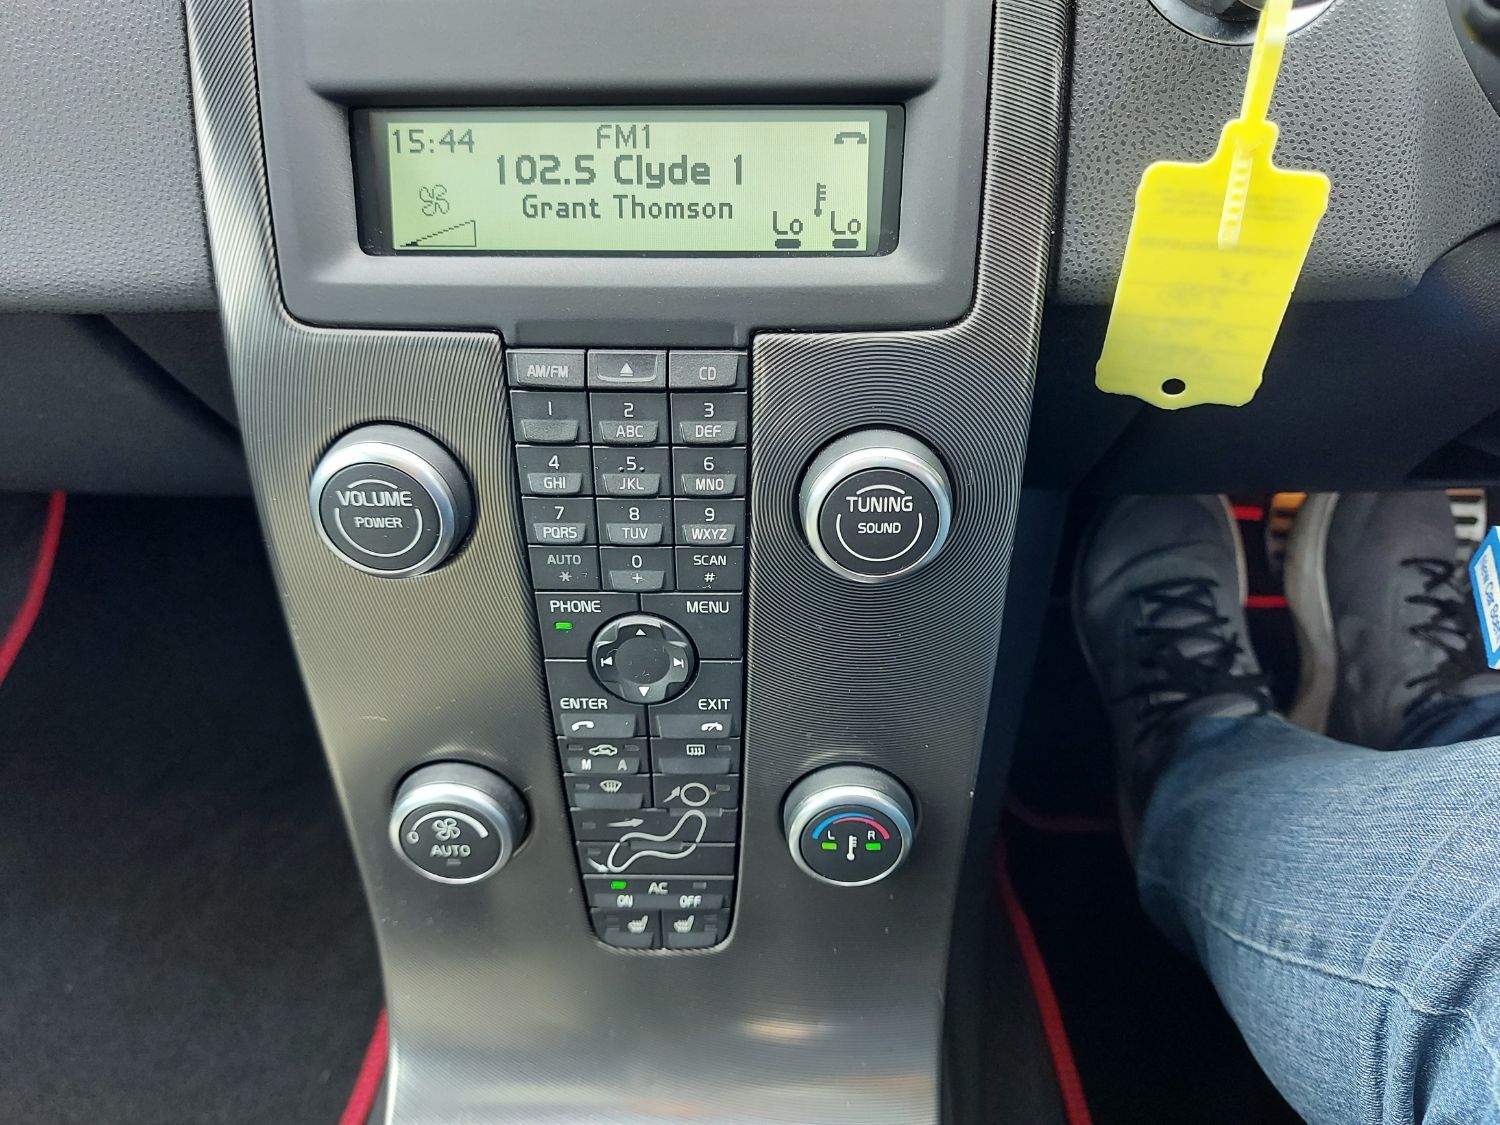 15:44
FM1
102.5 Clyde 1
Grant Thomson
Lo Lo
AM/FM CD
1 2 3
ABC DEF
4 .5. 6
GHI JKL MNO
7 8 9
PQRS TUV WXYZ
AUTO 0 SCAN
* + #
VOLUME
POWER
TUNING
SOUND
PHONE MENU
ENTER EXIT
M A
0
AUTO
L R
AC
ON OFF